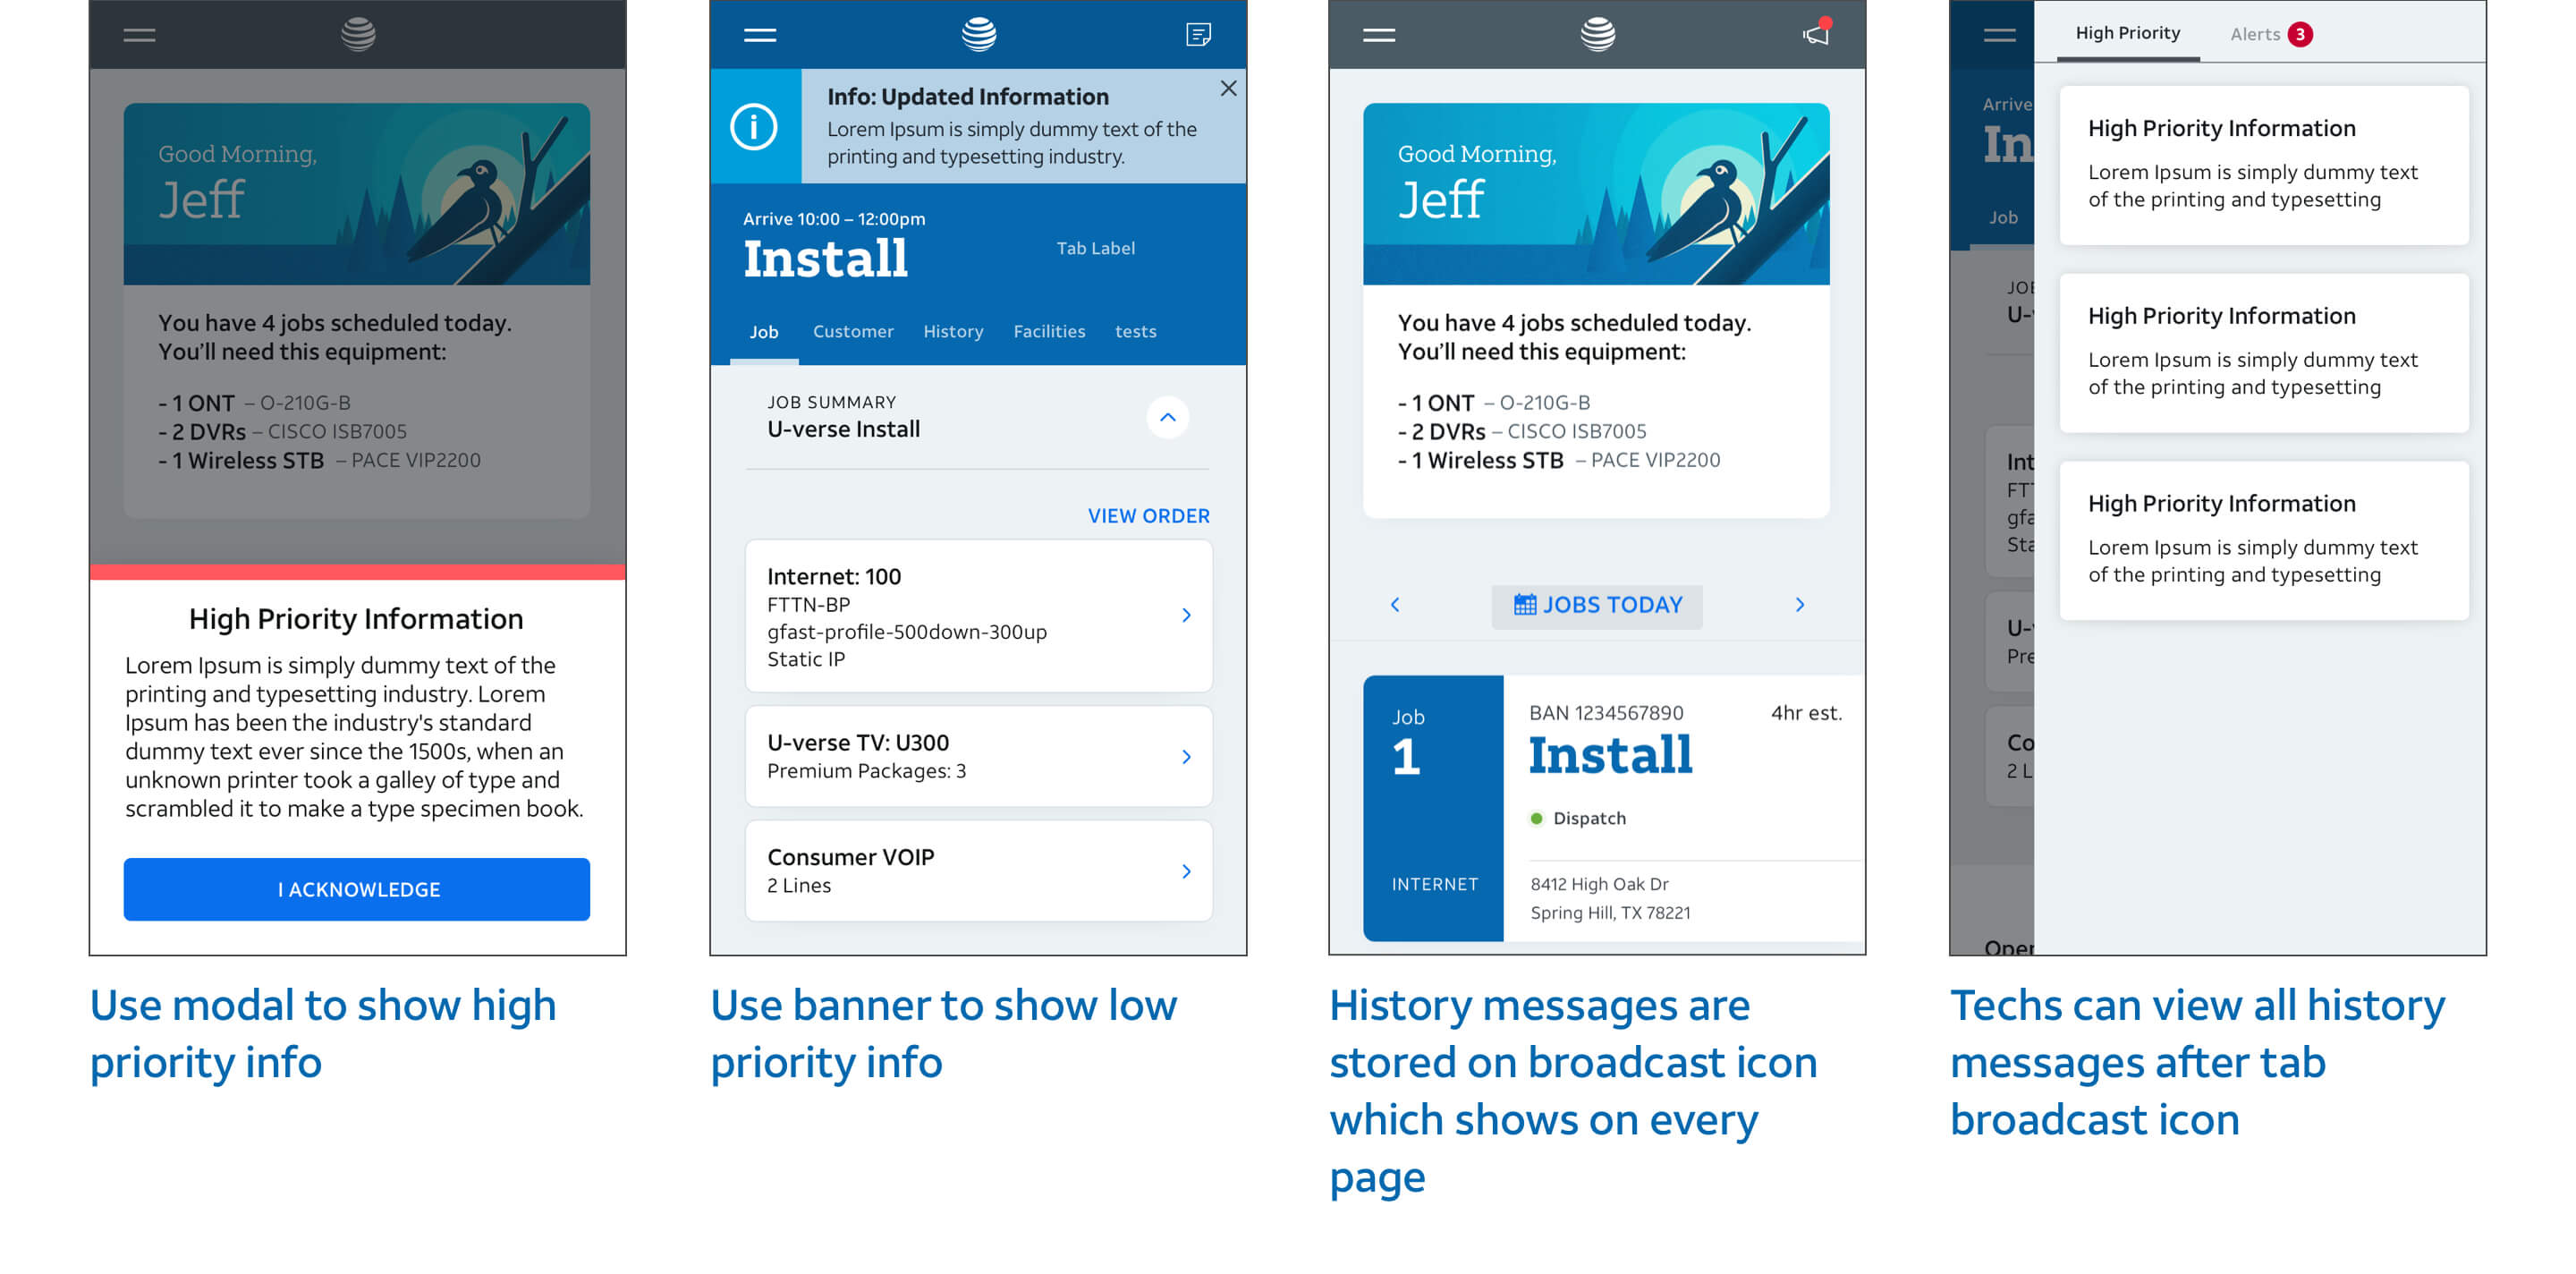 Good Morning,
Jeff
You have 4 jobs scheduled today.
You'll need this equipment:
- 1 ONT – O-210G-B
- 2 DVRs – CISCO ISB7005
- 1 Wireless STB – PACE VIP2200
High Priority Information
Lorem Ipsum is simply dummy text of the
printing and typesetting industry. Lorem
Ipsum has been the industry's standard
dummy text ever since the 1500s, when an
unknown printer took a galley of type and
scrambled it to make a type specimen book.
I ACKNOWLEDGE
Use modal to show high
priority info
Info: Updated Information
Lorem Ipsum is simply dummy text of the
printing and typesetting industry.
Arrive 10:00 – 12:00pm
Install
Tab Label
Job Customer History Facilities tests
JOB SUMMARY
U-verse Install
VIEW ORDER
Internet: 100
FTTN-BP
gfast-profile-500down-300up
Static IP
U-verse TV: U300
Premium Packages: 3
Consumer VOIP
2 Lines
Use banner to show low
priority info
Good Morning,
Jeff
You have 4 jobs scheduled today.
You'll need this equipment:
- 1 ONT – O-210G-B
- 2 DVRs – CISCO ISB7005
- 1 Wireless STB – PACE VIP2200
JOBS TODAY
Job
1
INTERNET
BAN 1234567890
4hr est.
Install
Dispatch
8412 High Oak Dr
Spring Hill, TX 78221
History messages are
stored on broadcast icon
which shows on every
page
Arrive
In
Job
JOB
U-
Int
FT
gfa
Sta
U-
Pre
Co
2 L
Oper
High Priority Alerts 3
High Priority Information
Lorem Ipsum is simply dummy text
of the printing and typesetting
High Priority Information
Lorem Ipsum is simply dummy text
of the printing and typesetting
High Priority Information
Lorem Ipsum is simply dummy text
of the printing and typesetting
Techs can view all history
messages after tab
broadcast icon